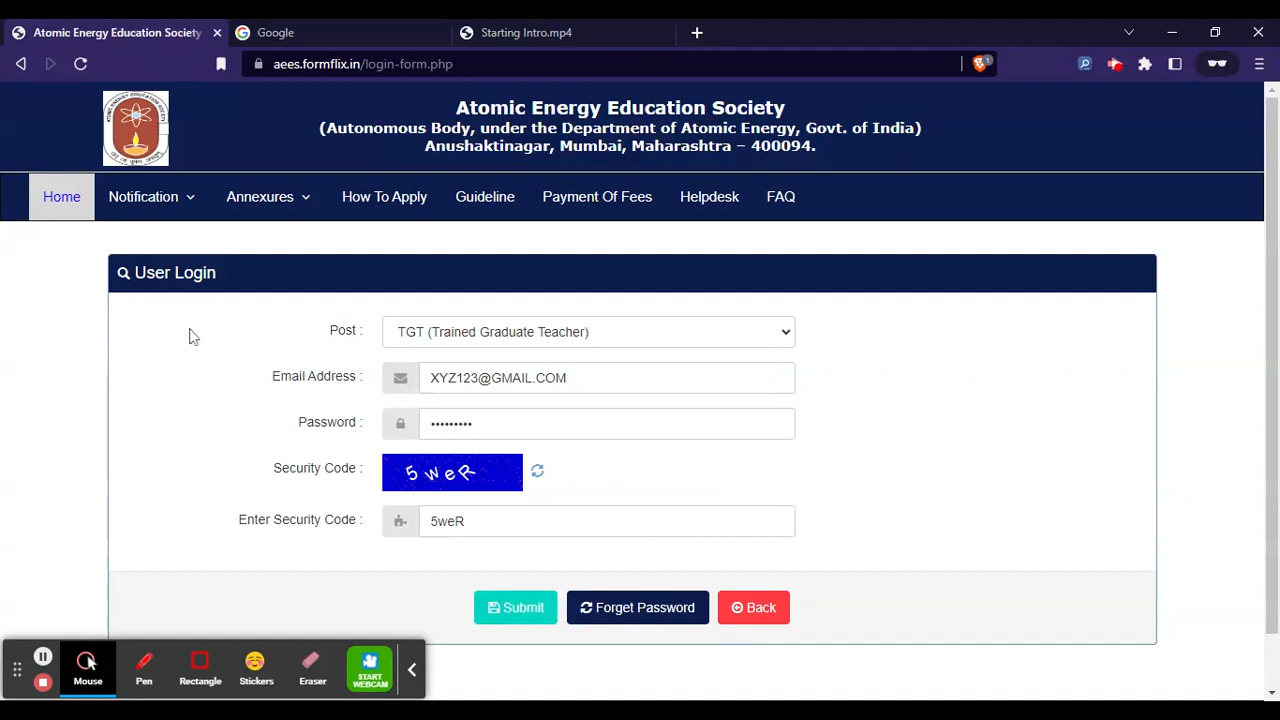 Atomic Energy Education Society
Google
Starting Intro.mp4
aees.formflix.in/login-form.php
1
Atomic Energy Education Society
(Autonomous Body, under the Department of Atomic Energy, Govt. of India)
Anushaktinagar, Mumbai, Maharashtra – 400094.
Home Notification Annexures How To Apply Guideline Payment Of Fees Helpdesk FAQ
User Login
Post : TGT (Trained Graduate Teacher)
Email Address : XYZ123@GMAIL.COM
Password : •••••••••
Security Code : 5weR
Enter Security Code : 5weR
Submit Forget Password Back
Mouse Pen Rectangle Stickers Eraser START WEBCAM